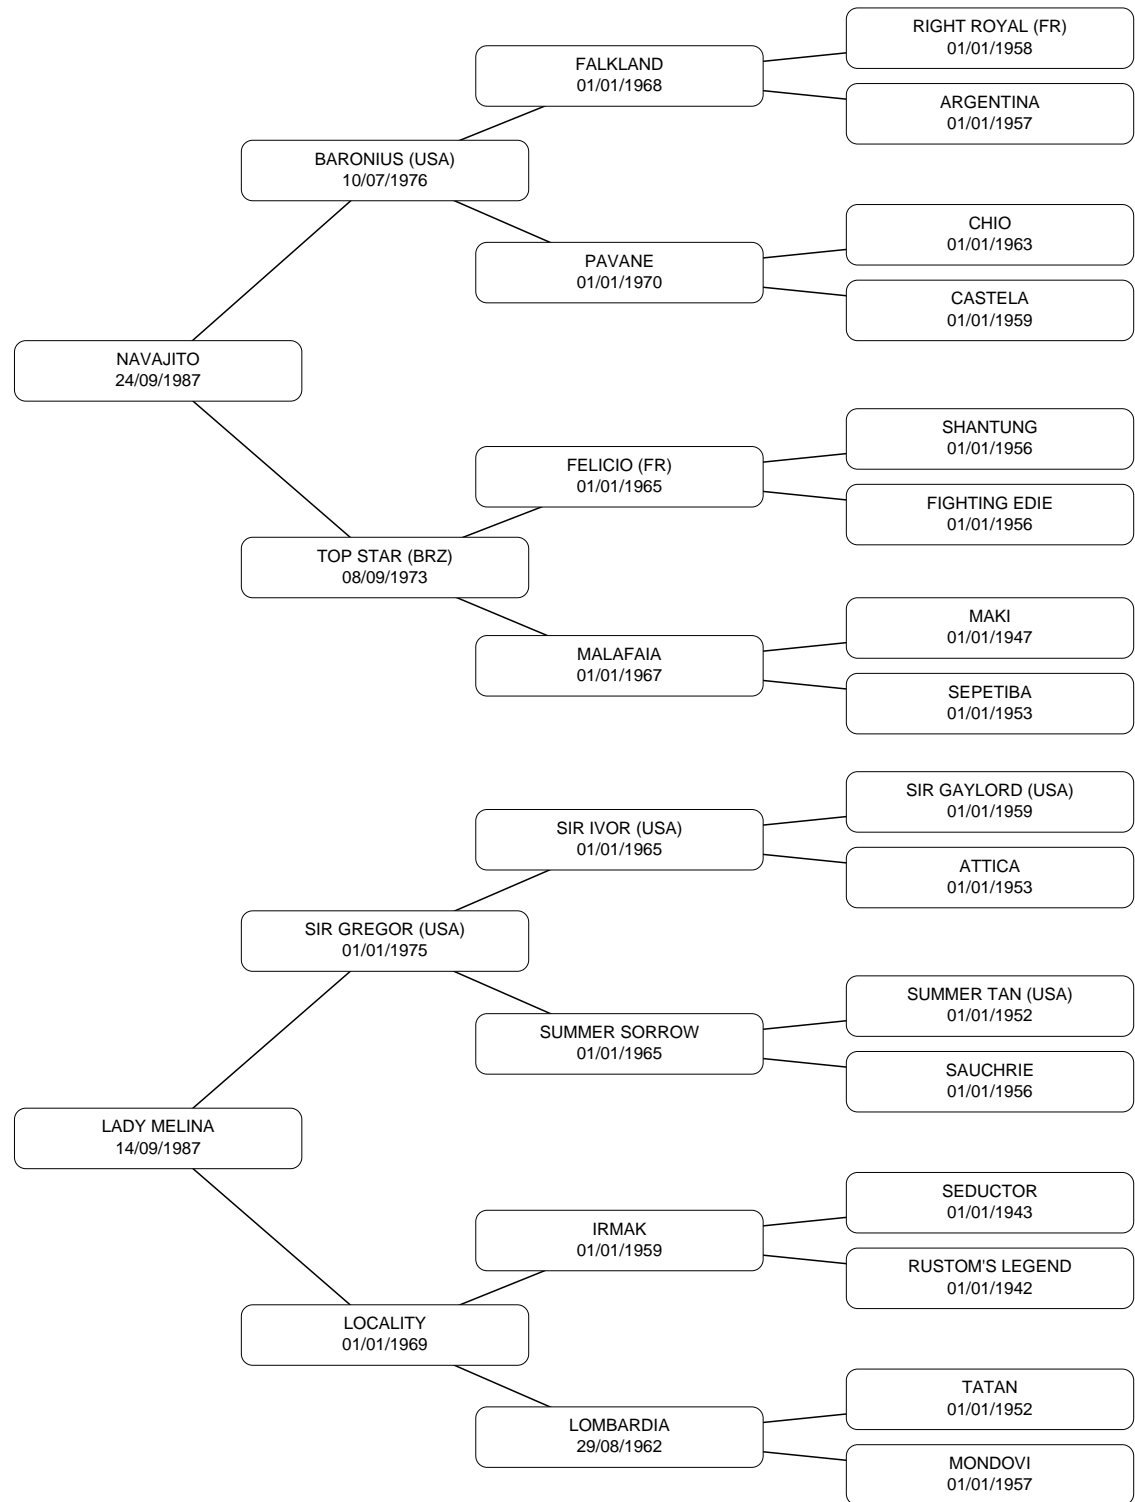 RIGHT ROYAL (FR)
01/01/1958
FALKLAND
01/01/1968
ARGENTINA
01/01/1957
BARONIUS (USA)
10/07/1976
CHIO
01/01/1963
PAVANE
01/01/1970
CASTELA
01/01/1959
NAVAJITO
24/09/1987
SHANTUNG
01/01/1956
FELICIO (FR)
01/01/1965
FIGHTING EDIE
01/01/1956
TOP STAR (BRZ)
08/09/1973
MAKI
01/01/1947
MALAFAIA
01/01/1967
SEPETIBA
01/01/1953
SIR GAYLORD (USA)
01/01/1959
SIR IVOR (USA)
01/01/1965
ATTICA
01/01/1953
SIR GREGOR (USA)
01/01/1975
SUMMER TAN (USA)
01/01/1952
SUMMER SORROW
01/01/1965
SAUCHRIE
01/01/1956
LADY MELINA
14/09/1987
SEDUCTOR
01/01/1943
IRMAK
01/01/1959
RUSTOM'S LEGEND
01/01/1942
LOCALITY
01/01/1969
TATAN
01/01/1952
LOMBARDIA
29/08/1962
MONDOVI
01/01/1957